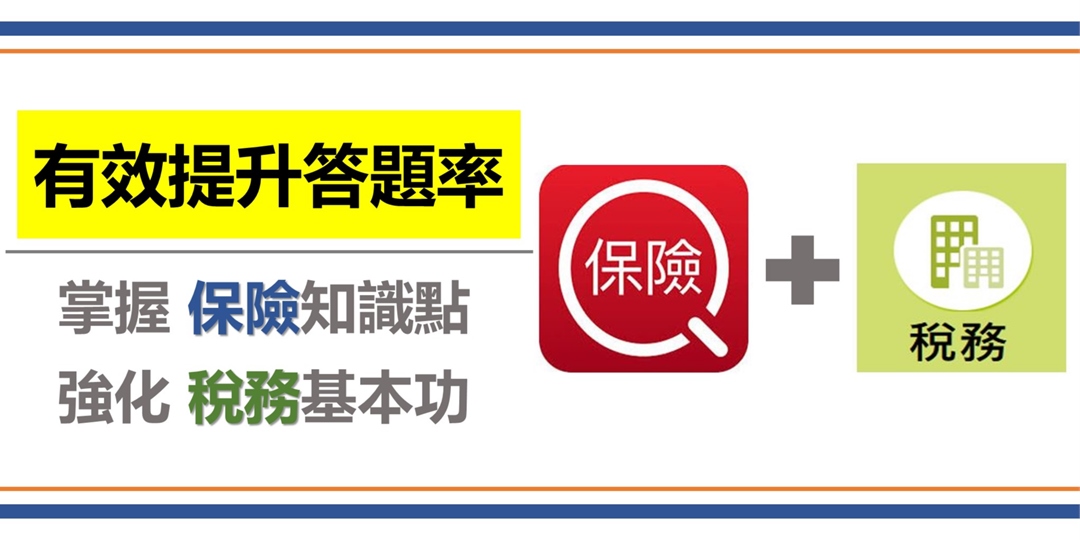 有效提升答題率
掌握 保險知識點
強化 稅務基本功
保險
稅務